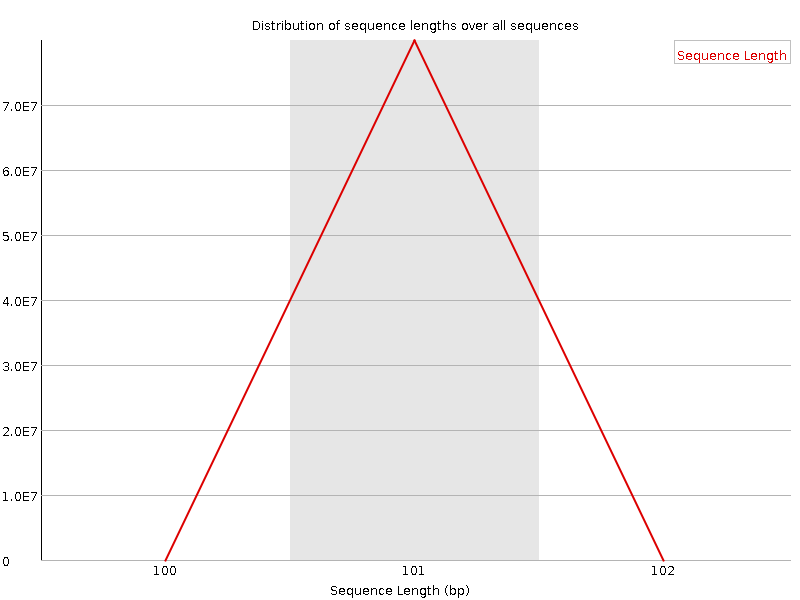 Distribution of sequence lengths over all sequences
Sequence Length
7.0E7
6.0E7
5.0E7
4.0E7
3.0E7
2.0E7
1.0E7
0
100 101 102
Sequence Length (bp)